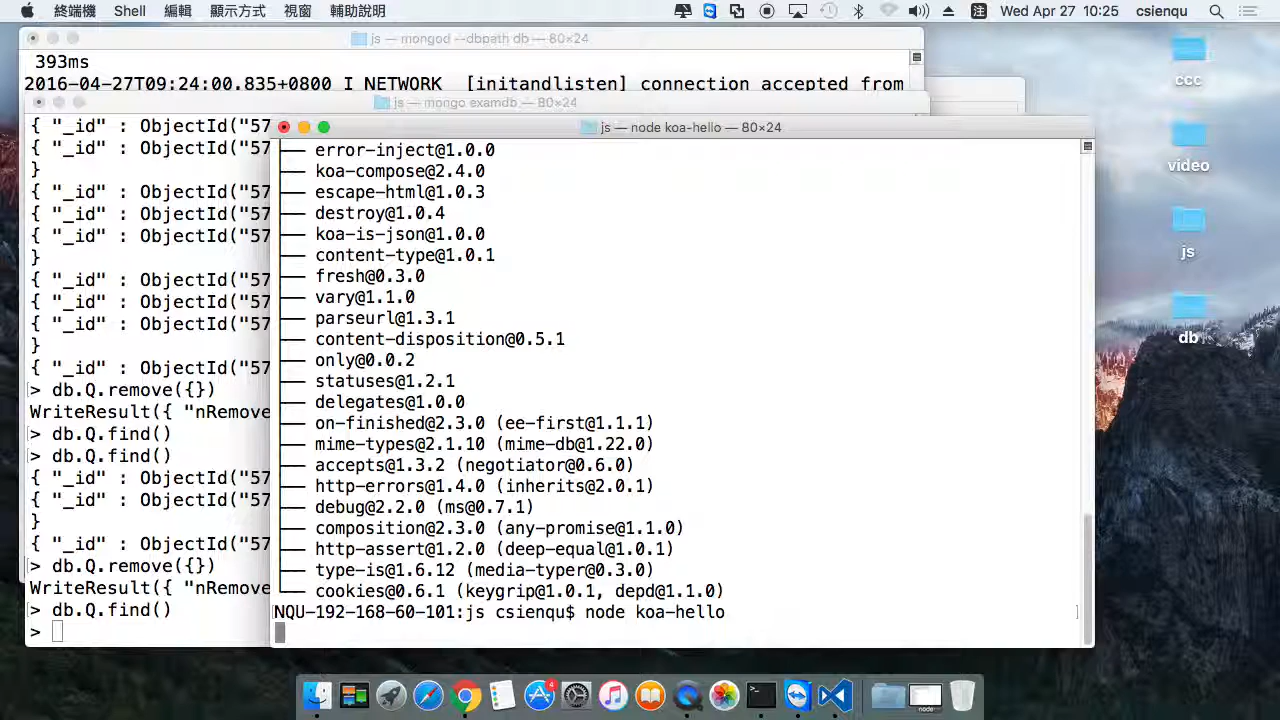 終端機 Shell 編輯 顯示方式 視窗 輔助說明 注 Wed Apr 27 10:25 csienqu
js — mongod --dbpath db — 80×24
393ms
2016-04-27T09:24:00.835+0800 I NETWORK [initandlisten] connection accepted from
js — mongo examdb — 80×24
{ "_id" : ObjectId("57
{ "_id" : ObjectId("57
}
{ "_id" : ObjectId("57
{ "_id" : ObjectId("57
{ "_id" : ObjectId("57
}
{ "_id" : ObjectId("57
{ "_id" : ObjectId("57
{ "_id" : ObjectId("57
}
{ "_id" : ObjectId("57
> db.Q.remove({})
WriteResult({ "nRemove
> db.Q.find()
> db.Q.find()
{ "_id" : ObjectId("57
{ "_id" : ObjectId("57
}
{ "_id" : ObjectId("57
> db.Q.remove({})
WriteResult({ "nRemove
> db.Q.find()
>
js — node koa-hello — 80×24
├── error-inject@1.0.0
├── koa-compose@2.4.0
├── escape-html@1.0.3
├── destroy@1.0.4
├── koa-is-json@1.0.0
├── content-type@1.0.1
├── fresh@0.3.0
├── vary@1.1.0
├── parseurl@1.3.1
├── content-disposition@0.5.1
├── only@0.0.2
├── statuses@1.2.1
├── delegates@1.0.0
├── on-finished@2.3.0 (ee-first@1.1.1)
├── mime-types@2.1.10 (mime-db@1.22.0)
├── accepts@1.3.2 (negotiator@0.6.0)
├── http-errors@1.4.0 (inherits@2.0.1)
├── debug@2.2.0 (ms@0.7.1)
├── composition@2.3.0 (any-promise@1.1.0)
├── http-assert@1.2.0 (deep-equal@1.0.1)
├── type-is@1.6.12 (media-typer@0.3.0)
└── cookies@0.6.1 (keygrip@1.0.1, depd@1.1.0)
NQU-192-168-60-101:js csienqu$ node koa-hello
ccc
video
js
db
4